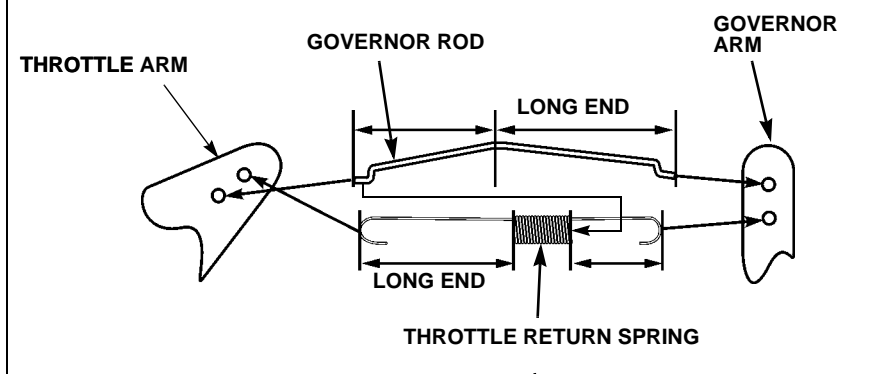 GOVERNOR
ARM
GOVERNOR ROD
THROTTLE ARM
LONG END
LONG END
THROTTLE RETURN SPRING